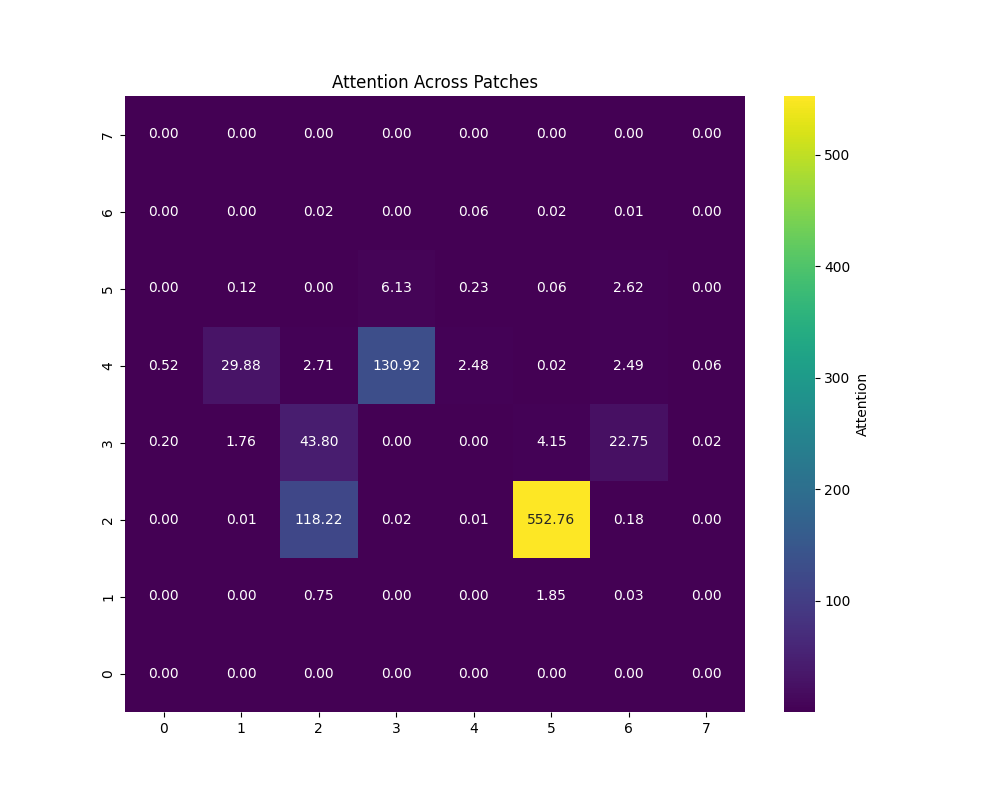 Attention Across Patches
7 0.00 0.00 0.00 0.00 0.00 0.00 0.00 0.00
6 0.00 0.00 0.02 0.00 0.06 0.02 0.01 0.00
5 0.00 0.12 0.00 6.13 0.23 0.06 2.62 0.00
4 0.52 29.88 2.71 130.92 2.48 0.02 2.49 0.06
3 0.20 1.76 43.80 0.00 0.00 4.15 22.75 0.02
2 0.00 0.01 118.22 0.02 0.01 552.76 0.18 0.00
1 0.00 0.00 0.75 0.00 0.00 1.85 0.03 0.00
0 0.00 0.00 0.00 0.00 0.00 0.00 0.00 0.00
0 1 2 3 4 5 6 7
500
400
300
200
100
Attention